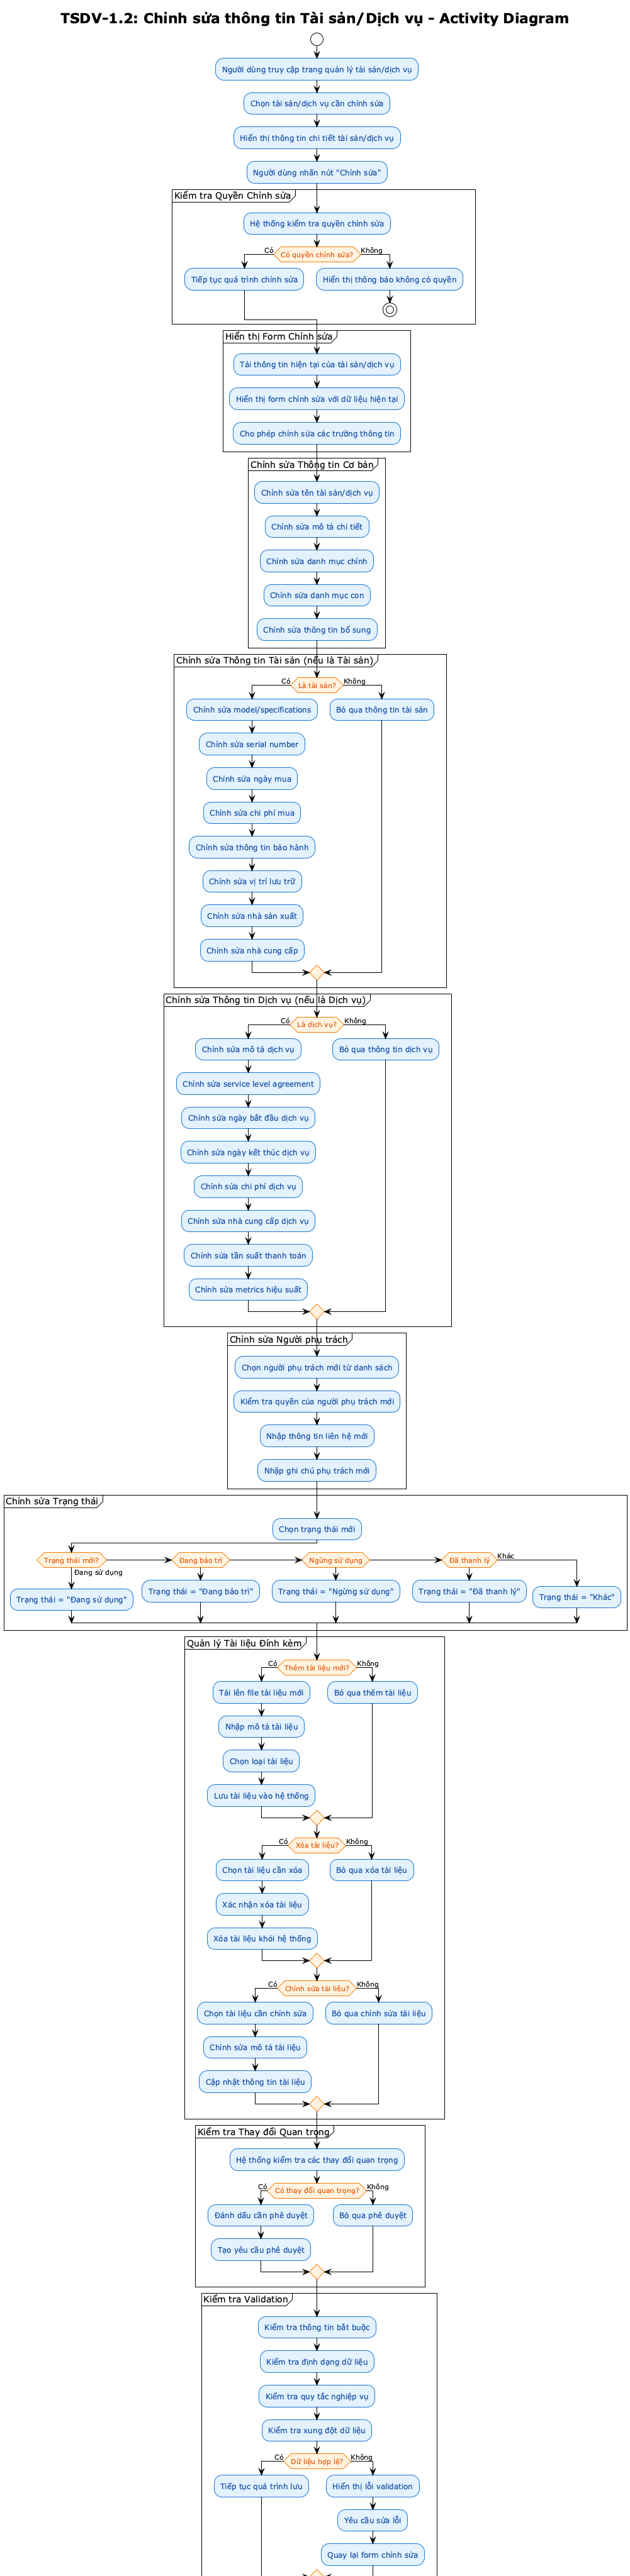 TSDV-1.2: Chỉnh sửa thông tin Tài sản/Dịch vụ - Activity Diagram
Người dùng truy cập trang quản lý tài sản/dịch vụ
Chọn tài sản/dịch vụ cần chỉnh sửa
Hiển thị thông tin chi tiết tài sản/dịch vụ
Người dùng nhấn nút "Chỉnh sửa"
Kiểm tra Quyền Chỉnh sửa
Hệ thống kiểm tra quyền chỉnh sửa
Có
Có quyền chỉnh sửa?
Không
Tiếp tục quá trình chỉnh sửa
Hiển thị thông báo không có quyền
Hiển thị Form Chỉnh sửa
Tải thông tin hiện tại của tài sản/dịch vụ
Hiển thị form chỉnh sửa với dữ liệu hiện tại
Cho phép chỉnh sửa các trường thông tin
Chỉnh sửa Thông tin Cơ bản
Chỉnh sửa tên tài sản/dịch vụ
Chỉnh sửa mô tả chi tiết
Chỉnh sửa danh mục chính
Chỉnh sửa danh mục con
Chỉnh sửa thông tin bổ sung
Chỉnh sửa Thông tin Tài sản (nếu là Tài sản)
Có
Là tài sản?
Không
Chỉnh sửa model/specifications
Bỏ qua thông tin tài sản
Chỉnh sửa serial number
Chỉnh sửa ngày mua
Chỉnh sửa chi phí mua
Chỉnh sửa thông tin bảo hành
Chỉnh sửa vị trí lưu trữ
Chỉnh sửa nhà sản xuất
Chỉnh sửa nhà cung cấp
Chỉnh sửa Thông tin Dịch vụ (nếu là Dịch vụ)
Có
Là dịch vụ?
Không
Chỉnh sửa mô tả dịch vụ
Bỏ qua thông tin dịch vụ
Chỉnh sửa service level agreement
Chỉnh sửa ngày bắt đầu dịch vụ
Chỉnh sửa ngày kết thúc dịch vụ
Chỉnh sửa chi phí dịch vụ
Chỉnh sửa nhà cung cấp dịch vụ
Chỉnh sửa tần suất thanh toán
Chỉnh sửa metrics hiệu suất
Chỉnh sửa Người phụ trách
Chọn người phụ trách mới từ danh sách
Kiểm tra quyền của người phụ trách mới
Nhập thông tin liên hệ mới
Nhập ghi chú phụ trách mới
Chỉnh sửa Trạng thái
Chọn trạng thái mới
Trạng thái mới?
Đang bảo trì
Ngừng sử dụng
Đã thanh lý
Khác
Đang sử dụng
Trạng thái = "Đang sử dụng"
Trạng thái = "Đang bảo trì"
Trạng thái = "Ngừng sử dụng"
Trạng thái = "Đã thanh lý"
Trạng thái = "Khác"
Quản lý Tài liệu Đính kèm
Có
Thêm tài liệu mới?
Không
Tải lên file tài liệu mới
Bỏ qua thêm tài liệu
Nhập mô tả tài liệu
Chọn loại tài liệu
Lưu tài liệu vào hệ thống
Có
Xóa tài liệu?
Không
Chọn tài liệu cần xóa
Bỏ qua xóa tài liệu
Xác nhận xóa tài liệu
Xóa tài liệu khỏi hệ thống
Có
Chỉnh sửa tài liệu?
Không
Chọn tài liệu cần chỉnh sửa
Bỏ qua chỉnh sửa tài liệu
Chỉnh sửa mô tả tài liệu
Cập nhật thông tin tài liệu
Kiểm tra Thay đổi Quan trọng
Hệ thống kiểm tra các thay đổi quan trọng
Có
Có thay đổi quan trọng?
Không
Đánh dấu cần phê duyệt
Bỏ qua phê duyệt
Tạo yêu cầu phê duyệt
Kiểm tra Validation
Kiểm tra thông tin bắt buộc
Kiểm tra định dạng dữ liệu
Kiểm tra quy tắc nghiệp vụ
Kiểm tra xung đột dữ liệu
Có
Dữ liệu hợp lệ?
Không
Tiếp tục quá trình lưu
Hiển thị lỗi validation
Yêu cầu sửa lỗi
Quay lại form chỉnh sửa